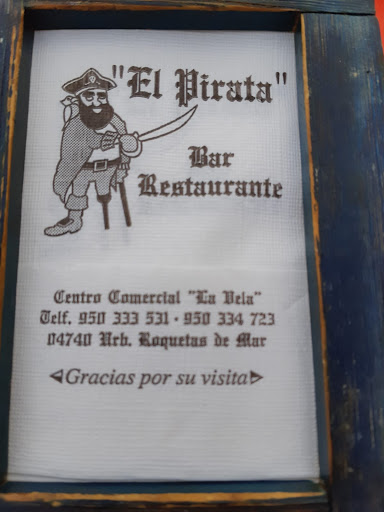 "El Pirata"
Bar
Restaurante
Centro Comercial "La Vela"
Telf. 950 333 531 - 950 334 723
04740 Urb. Roquetas de Mar
Gracias por su visita